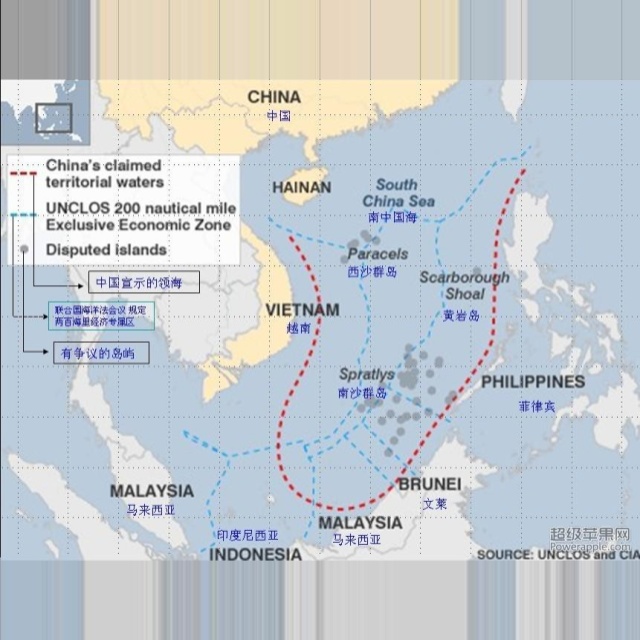 CHINA
中国
China's claimed
territorial waters
UNCLOS 200 nautical mile
Exclusive Economic Zone
Disputed islands
中国宣示的领海
联合国海洋法会议 规定
两百海里经济专属区
有争议的岛屿
HAINAN
South
China Sea
南中国海
Paracels
西沙群岛
Scarborough
Shoal
黄岩岛
VIETNAM
越南
Spratlys
南沙群岛
PHILIPPINES
菲律宾
BRUNEI
文莱
MALAYSIA
马来西亚
MALAYSIA
马来西亚
印度尼西亚
INDONESIA
超级苹果网
Powerapple.com
SOURCE: UNCLOS and CIA